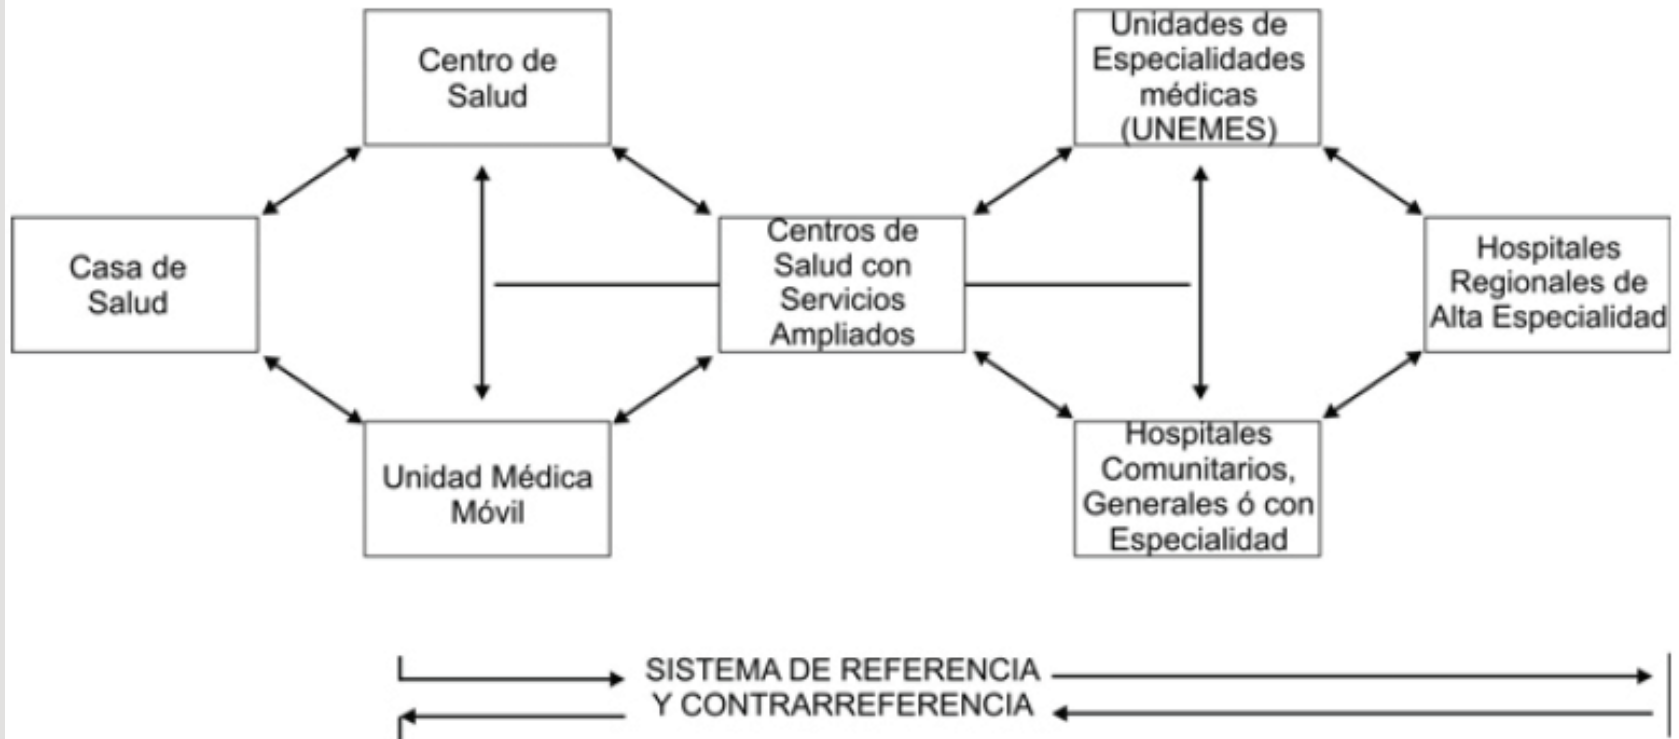 Centro de
Salud
Unidades de
Especialidades
médicas
(UNEMES)
Casa de
Salud
Centros de
Salud con
Servicios
Ampliados
Hospitales
Regionales de
Alta Especialidad
Unidad Médica
Móvil
Hospitales
Comunitarios,
Generales ó con
Especialidad
SISTEMA DE REFERENCIA
Y CONTRARREFERENCIA